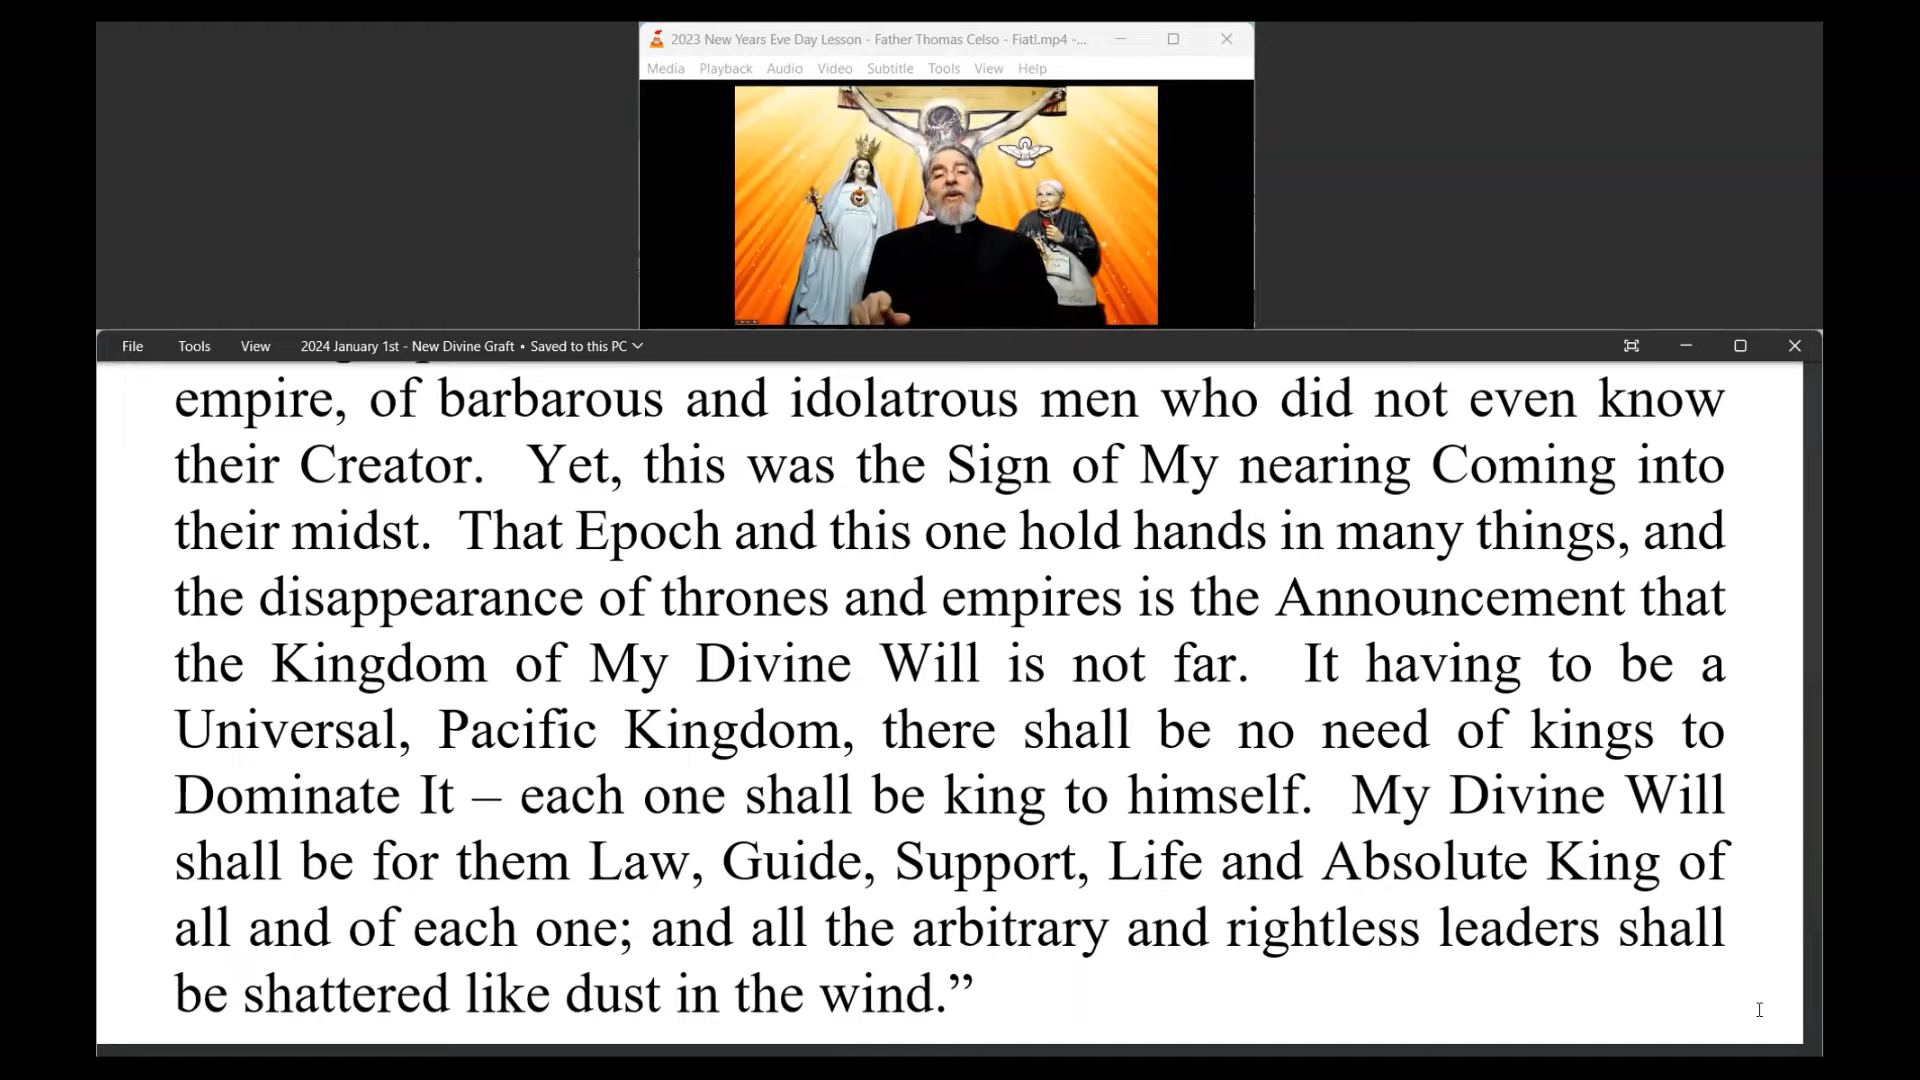 2023 New Years Eve Day Lesson - Father Thomas Celso - Fiat!.mp4 -...
Media Playback Audio Video Subtitle Tools View Help
File Tools View 2024 January 1st - New Divine Graft • Saved to this PC
empire, of barbarous and idolatrous men who did not even know
their Creator. Yet, this was the Sign of My nearing Coming into
their midst. That Epoch and this one hold hands in many things, and
the disappearance of thrones and empires is the Announcement that
the Kingdom of My Divine Will is not far. It having to be a
Universal, Pacific Kingdom, there shall be no need of kings to
Dominate It – each one shall be king to himself. My Divine Will
shall be for them Law, Guide, Support, Life and Absolute King of
all and of each one; and all the arbitrary and rightless leaders shall
be shattered like dust in the wind.”